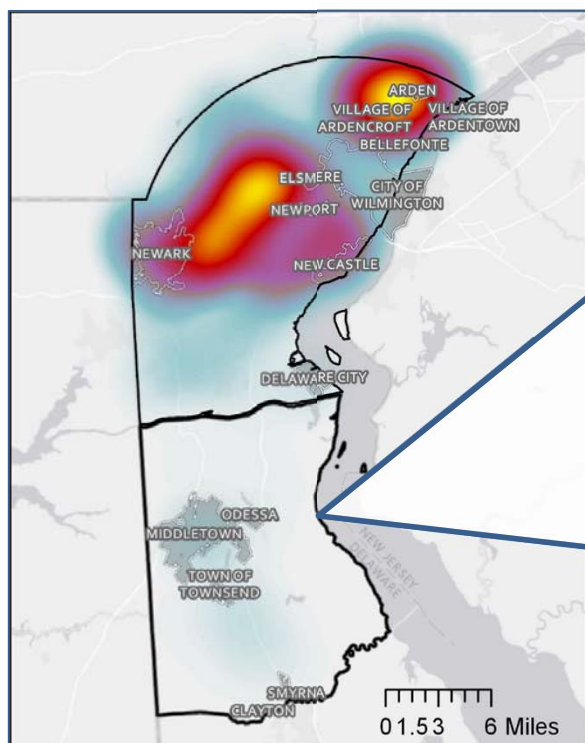 ARDEN
VILLAGE OF
ARDENCROFT
VILLAGE OF
ARDENTOWN
BELLEFONTE
ELSMERE
CITY OF
WILMINGTON
NEWPORT
NEWARK
NEW CASTLE
DELAWARE CITY
ODESSA
MIDDLETOWN
TOWN OF
TOWNSEND
NEW JERSEY
DELAWARE
SMYRNA
CLAYTON
0 1.5 3 6 Miles